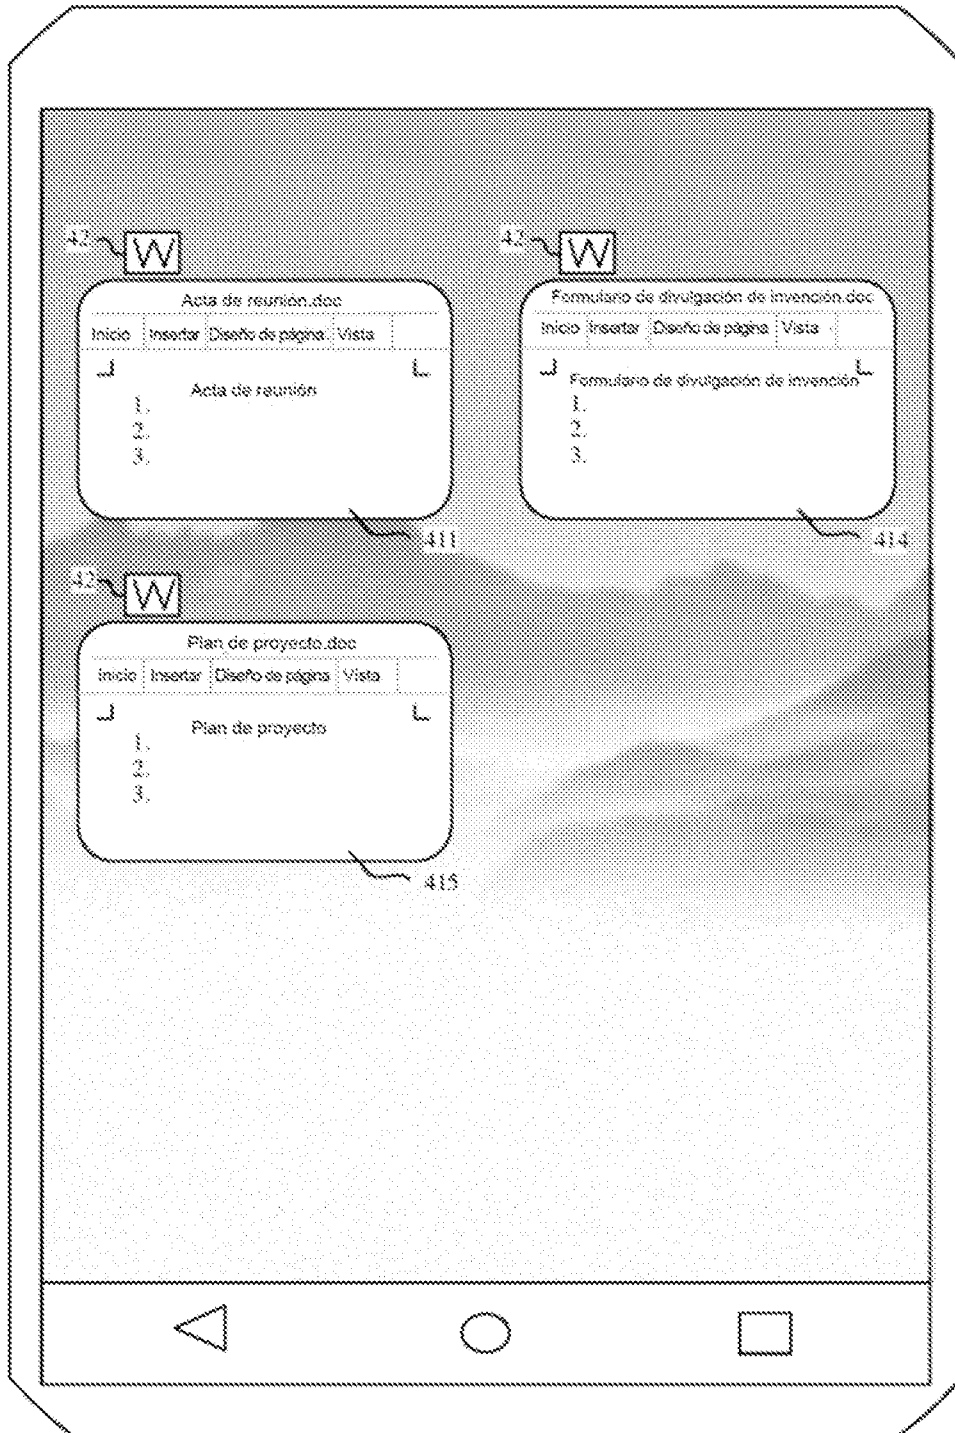 42 W
Acta de reunión.doc
Inicio Insertar Diseño de página Vista
Acta de reunión
1.
2.
3.
411
42 W
Formulario de divulgación de invención.doc
Inicio Insertar Diseño de página Vista
Formulario de divulgación de invención
1.
2.
3.
414
42 W
Plan de proyecto.doc
Inicio Insertar Diseño de página Vista
Plan de proyecto
1.
2.
3.
415